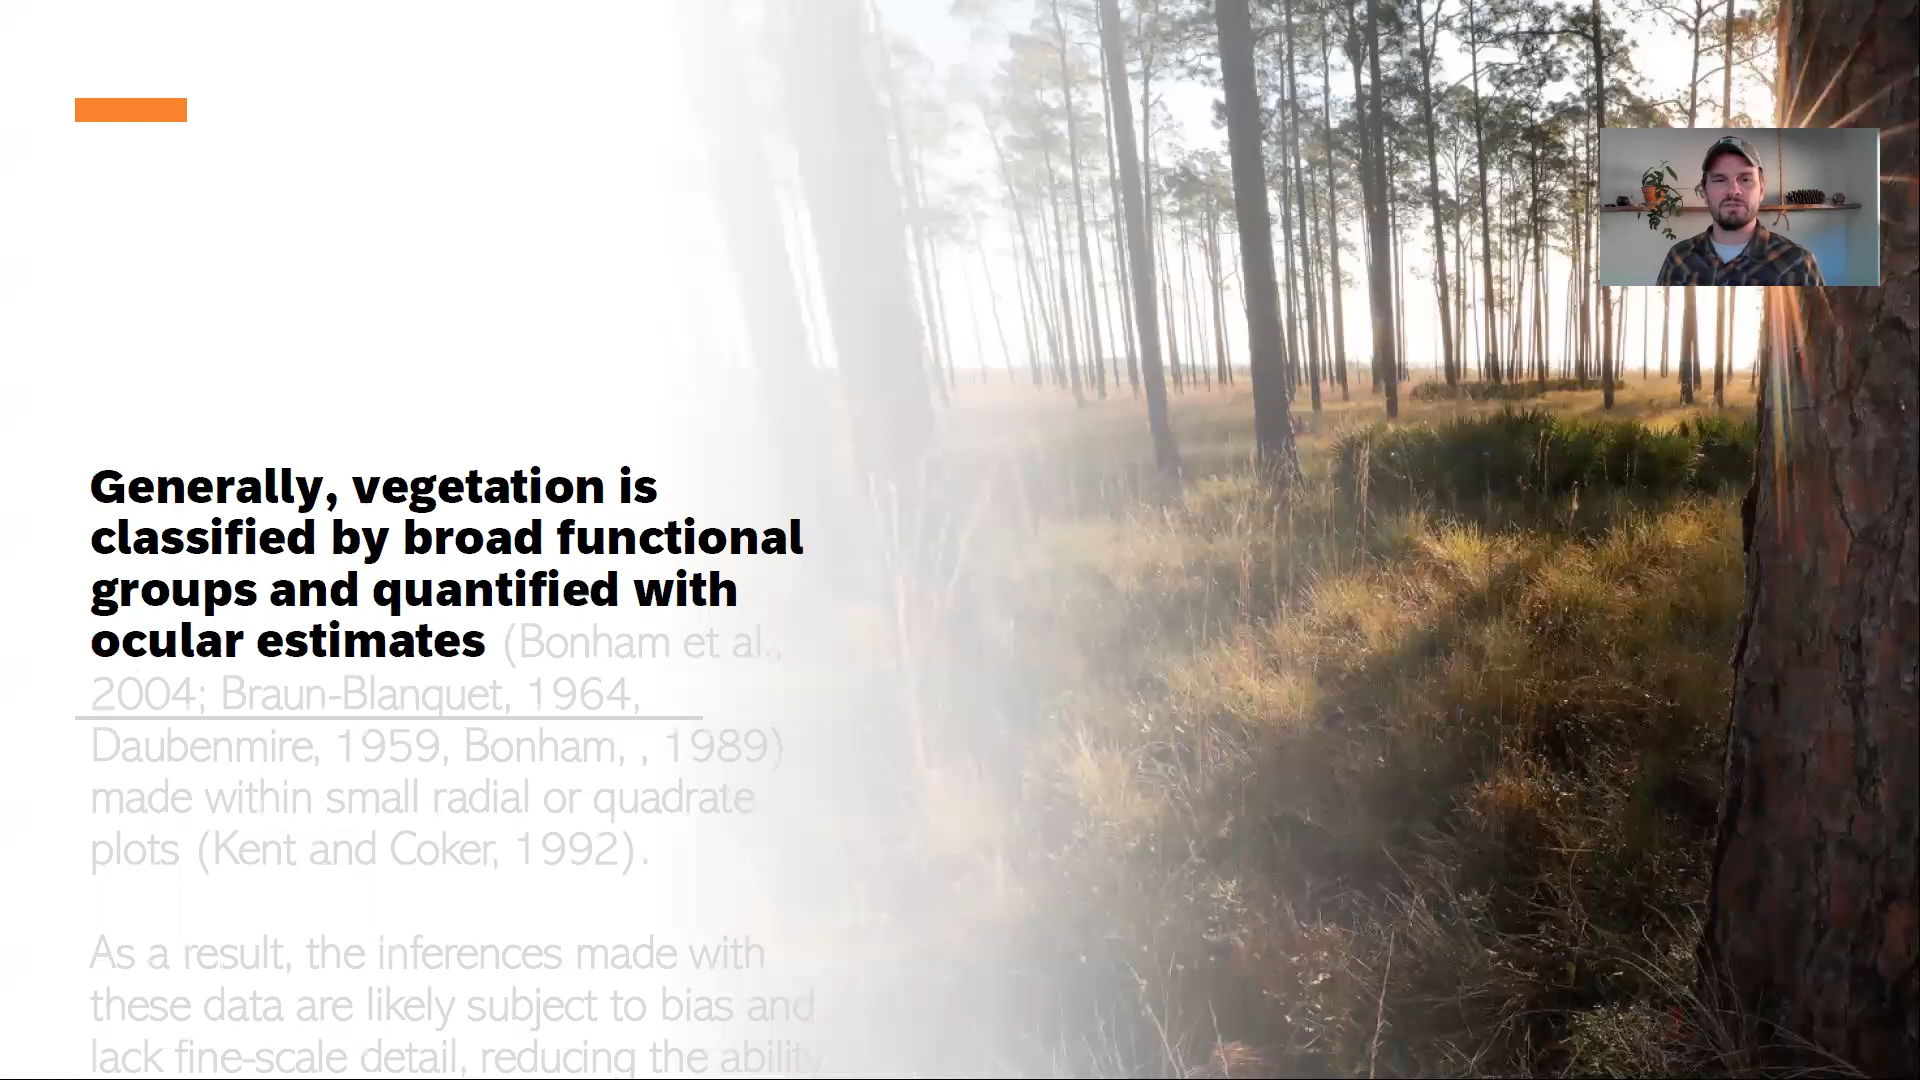 Generally, vegetation is
classified by broad functional
groups and quantified with
ocular estimates (Bonham et al.,
2004; Braun-Blanquet, 1964,
Daubenmire, 1959, Bonham, , 1989)
made within small radial or quadrate
plots (Kent and Coker, 1992).
As a result, the inferences made with
these data are likely subject to bias and
lack fine-scale detail, reducing the ability